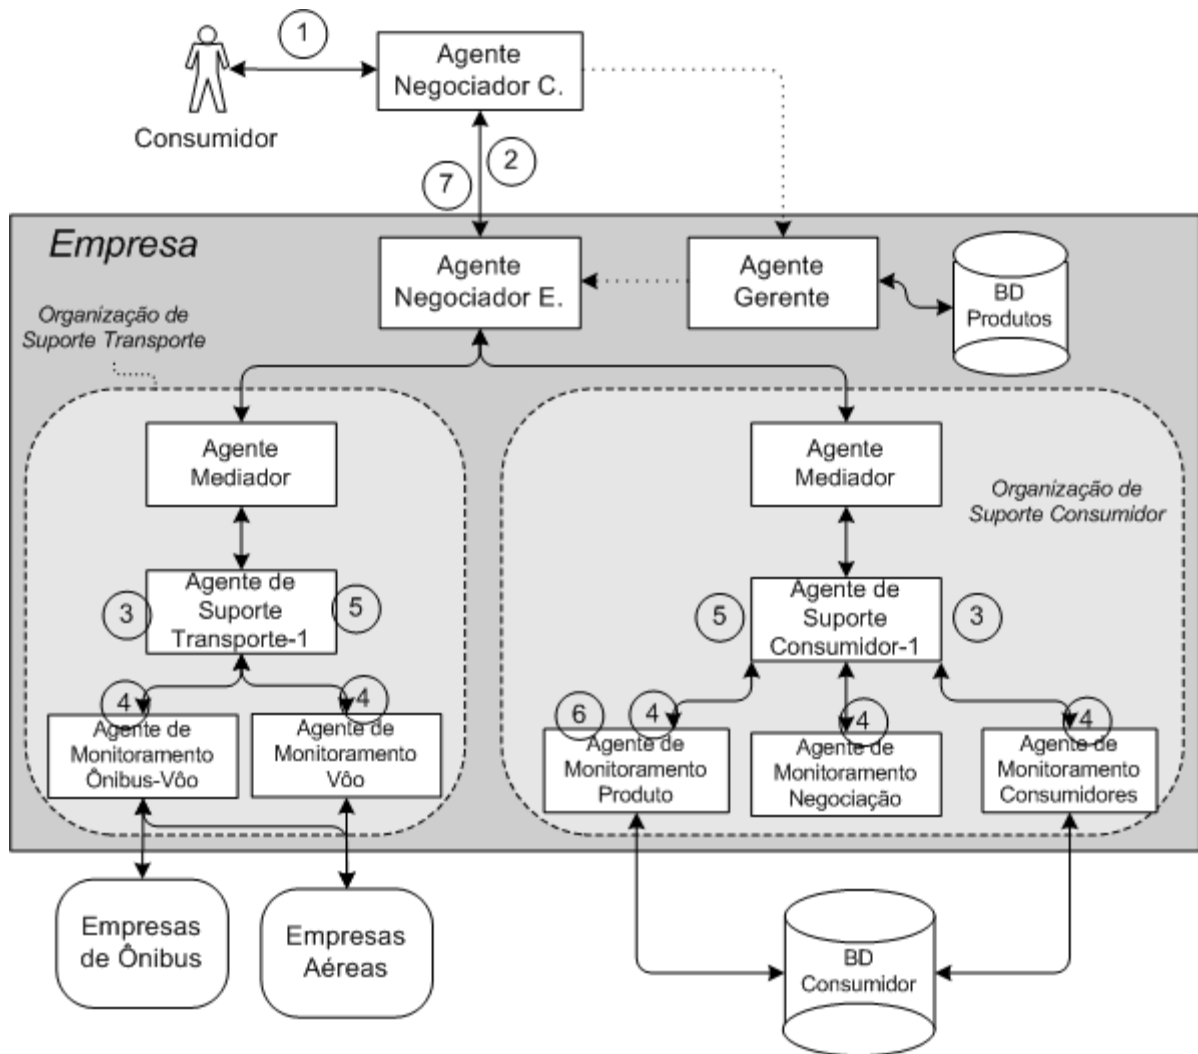 1
Agente
Negociador C.
Consumidor
2
7
Empresa
Agente
Negociador E.
Agente
Gerente
BD
Produtos
Organização de
Suporte Transporte
Agente
Mediador
Agente
Mediador
Organização de
Suporte Consumidor
3
Agente de
Suporte
Transporte-1
5
5
Agente de
Suporte
Consumidor-1
3
4
Agente de
Monitoramento
Ônibus-Vôo
4
Agente de
Monitoramento
Vôo
6
4
Agente de
Monitoramento
Produto
4
Agente de
Monitoramento
Negociação
4
Agente de
Monitoramento
Consumidores
Empresas
de Ônibus
Empresas
Aéreas
BD
Consumidor